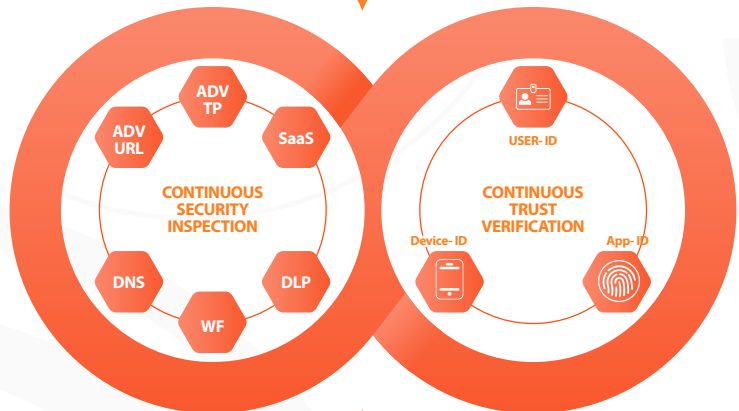 ADV
TP
ADV
URL
SaaS
CONTINUOUS
SECURITY
INSPECTION
DNS
DLP
WF
USER- ID
CONTINUOUS
TRUST
VERIFICATION
Device- ID
App- ID